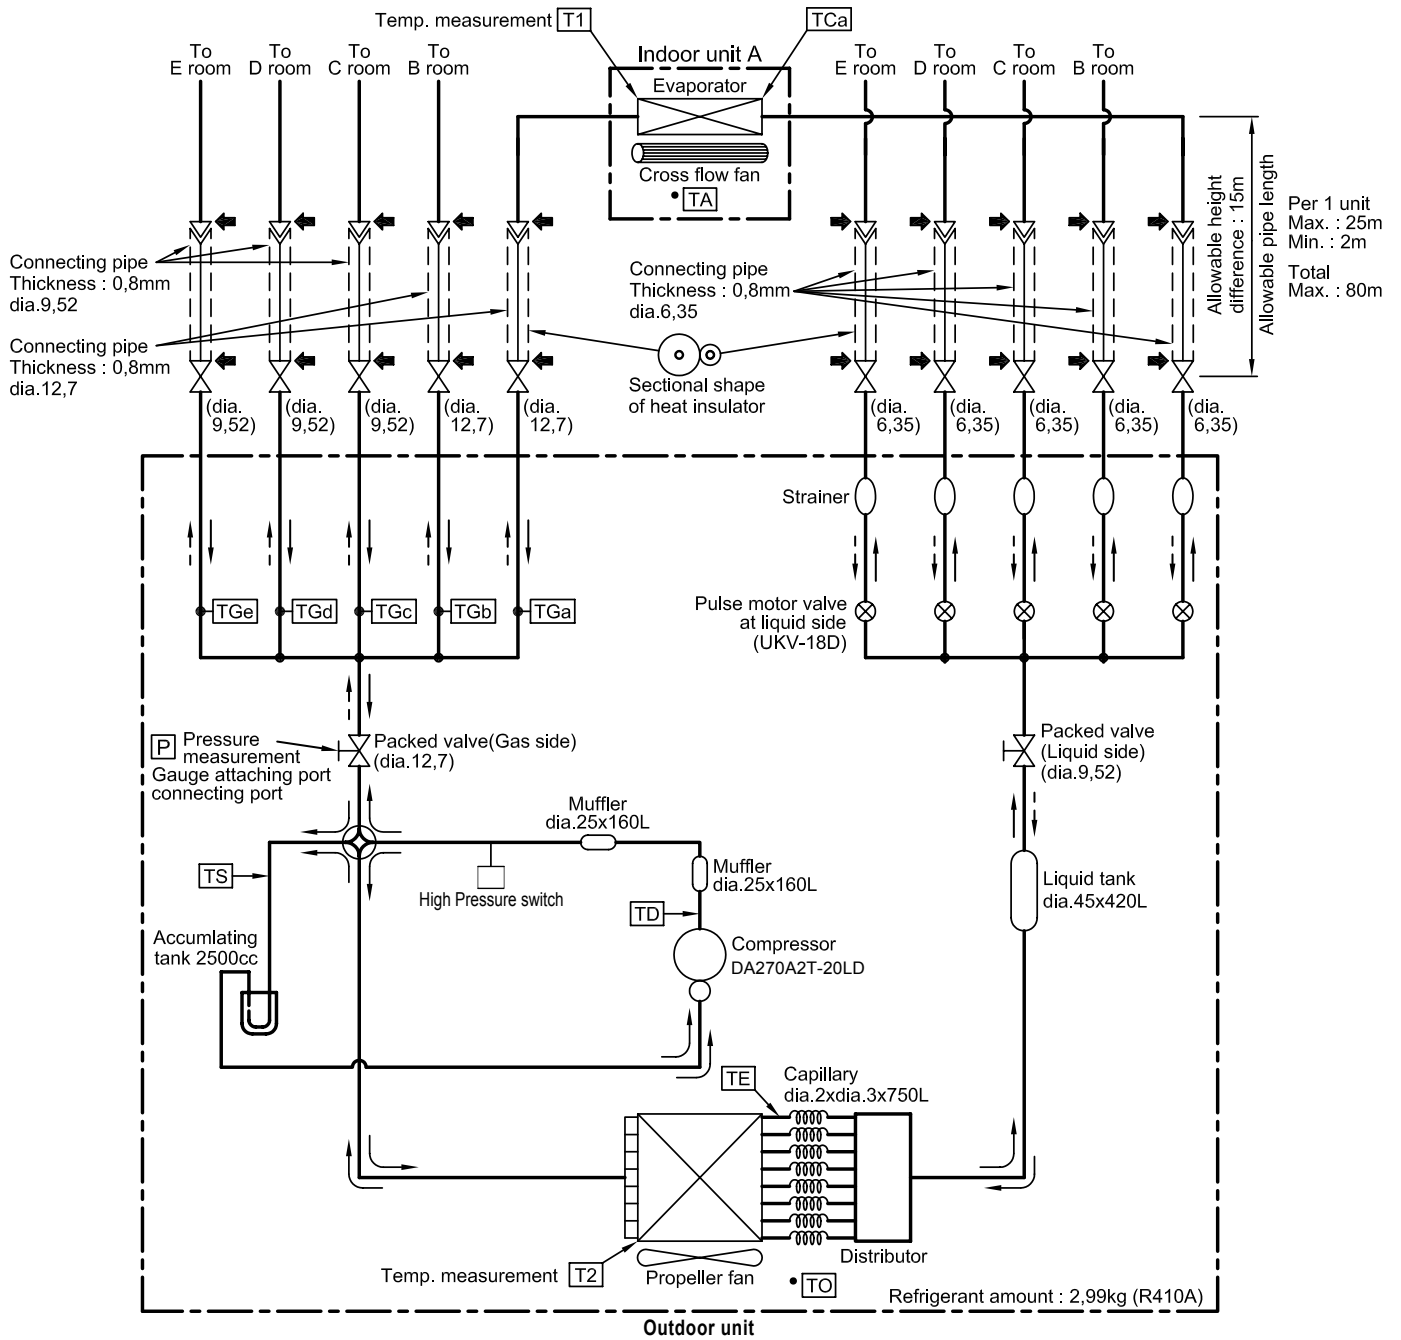 Temp. measurement T1
TCa
To
E room
To
D room
To
C room
To
B room
Indoor unit A
Evaporator
Cross flow fan
TA
To
E room
To
D room
To
C room
To
B room
Allowable height
difference : 15m
Allowable pipe length
Per 1 unit
Max. : 25m
Min. : 2m
Total
Max. : 80m
Connecting pipe
Thickness : 0,8mm
dia.9,52
Connecting pipe
Thickness : 0,8mm
dia.12,7
Connecting pipe
Thickness : 0,8mm
dia.6,35
Sectional shape
of heat insulator
(dia.
9,52)
(dia.
9,52)
(dia.
9,52)
(dia.
12,7)
(dia.
12,7)
(dia.
6,35)
(dia.
6,35)
(dia.
6,35)
(dia.
6,35)
(dia.
6,35)
Strainer
TGe
TGd
TGc
TGb
TGa
Pulse motor valve
at liquid side
(UKV-18D)
P Pressure
measurement
Gauge attaching port
connecting port
Packed valve(Gas side)
(dia.12,7)
Packed valve
(Liquid side)
(dia.9,52)
Muffler
dia.25x160L
Muffler
dia.25x160L
TS
High Pressure switch
TD
Liquid tank
dia.45x420L
Accumlating
tank 2500cc
Compressor
DA270A2T-20LD
TE
Capillary
dia.2xdia.3x750L
Distributor
Temp. measurement T2
Propeller fan
TO
Refrigerant amount : 2,99kg (R410A)
Outdoor unit